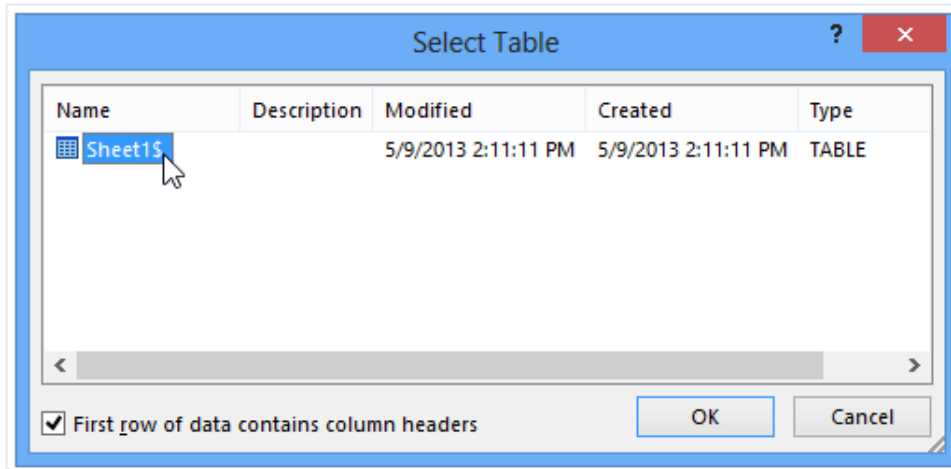 Select Table
?
Name Description Modified Created Type
Sheet1$ 5/9/2013 2:11:11 PM 5/9/2013 2:11:11 PM TABLE
First row of data contains column headers OK Cancel